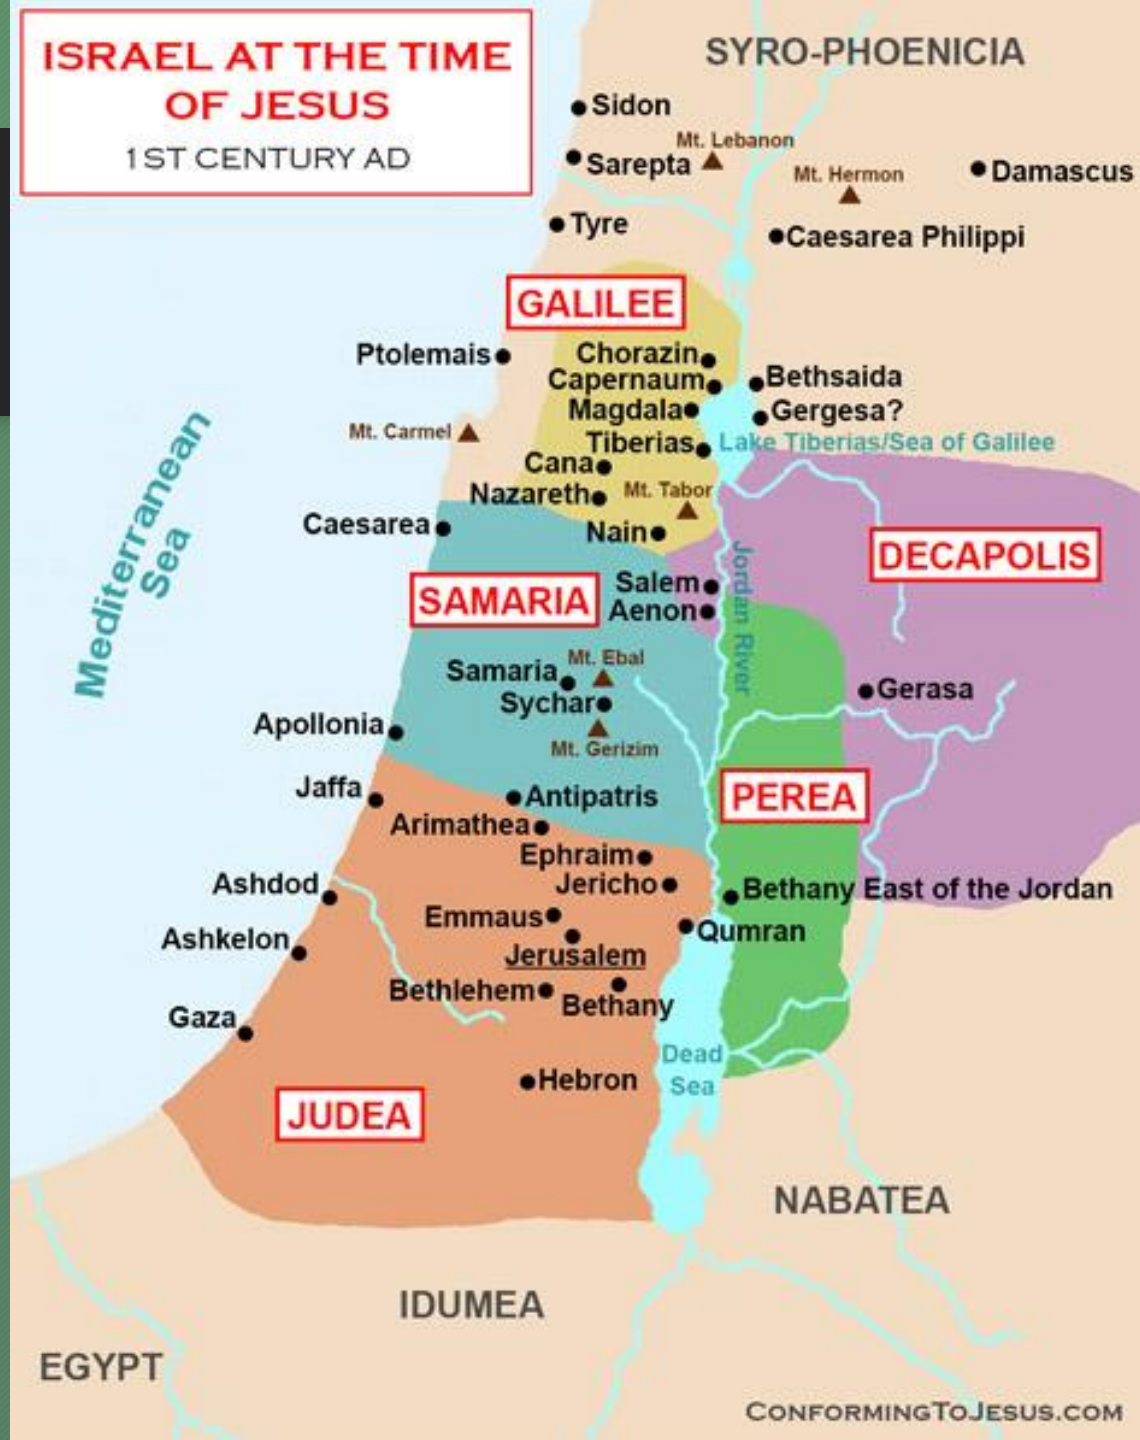 ISRAEL AT THE TIME
OF JESUS
1ST CENTURY AD
SYRO-PHOENICIA
Sidon
Mt. Lebanon
Sarepta
Mt. Hermon
Damascus
Tyre
Caesarea Philippi
GALILEE
Ptolemais
Chorazin
Capernaum
Bethsaida
Magdala
Gergesa?
Mt. Carmel
Tiberias
Lake Tiberias/Sea of Galilee
Cana
Nazareth
Mt. Tabor
Caesarea
Nain
Mediterranean
Sea
DECAPOLIS
Jordan River
Salem
SAMARIA
Aenon
Mt. Ebal
Samaria
Sychar
Gerasa
Apollonia
Mt. Gerizim
Jaffa
Antipatris
PEREA
Arimathea
Ephraim
Jericho
Ashdod
Bethany East of the Jordan
Emmaus
Qumran
Ashkelon
Jerusalem
Bethlehem
Bethany
Gaza
Dead
Sea
Hebron
JUDEA
NABATEA
IDUMEA
EGYPT
CONFORMINGTOJESUS.COM